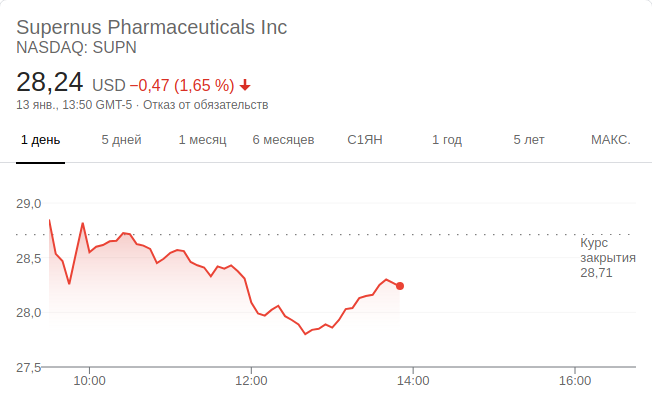 Supernus Pharmaceuticals Inc
NASDAQ: SUPN
28,24 USD −0,47 (1,65 %)
13 янв., 13:50 GMT-5 · Отказ от обязательств
1 день 5 дней 1 месяц 6 месяцев С1ЯН 1 год 5 лет МАКС.
29,0
28,5
28,0
27,5
Курс
закрытия
28,71
10:00 12:00 14:00 16:00